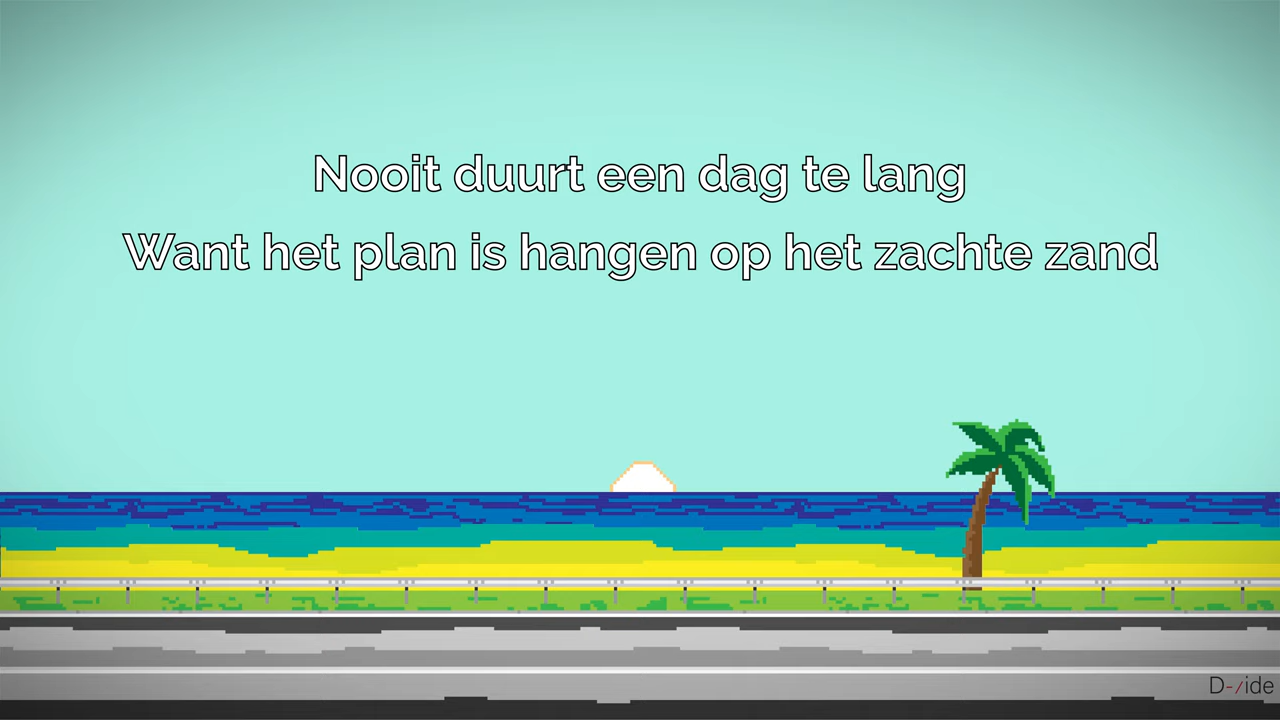 Nooit duurt een dag te lang
Want het plan is hangen op het zachte zand
D-/ide